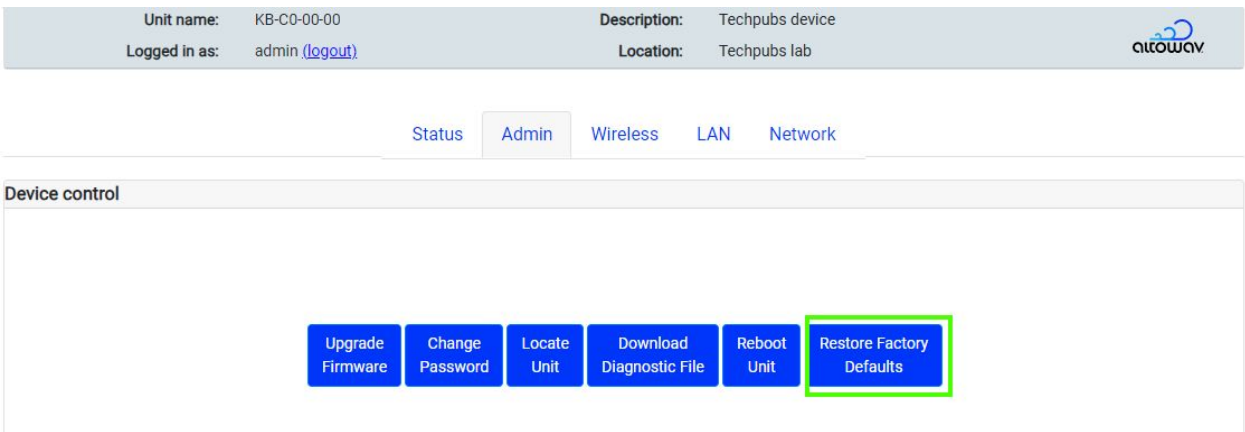 Unit name: KB-C0-00-00 Description: Techpubs device
Logged in as: admin (logout) Location: Techpubs lab
altowav
Status Admin Wireless LAN Network
Device control
Upgrade Change Locate Download Reboot Restore Factory
Firmware Password Unit Diagnostic File Unit Defaults